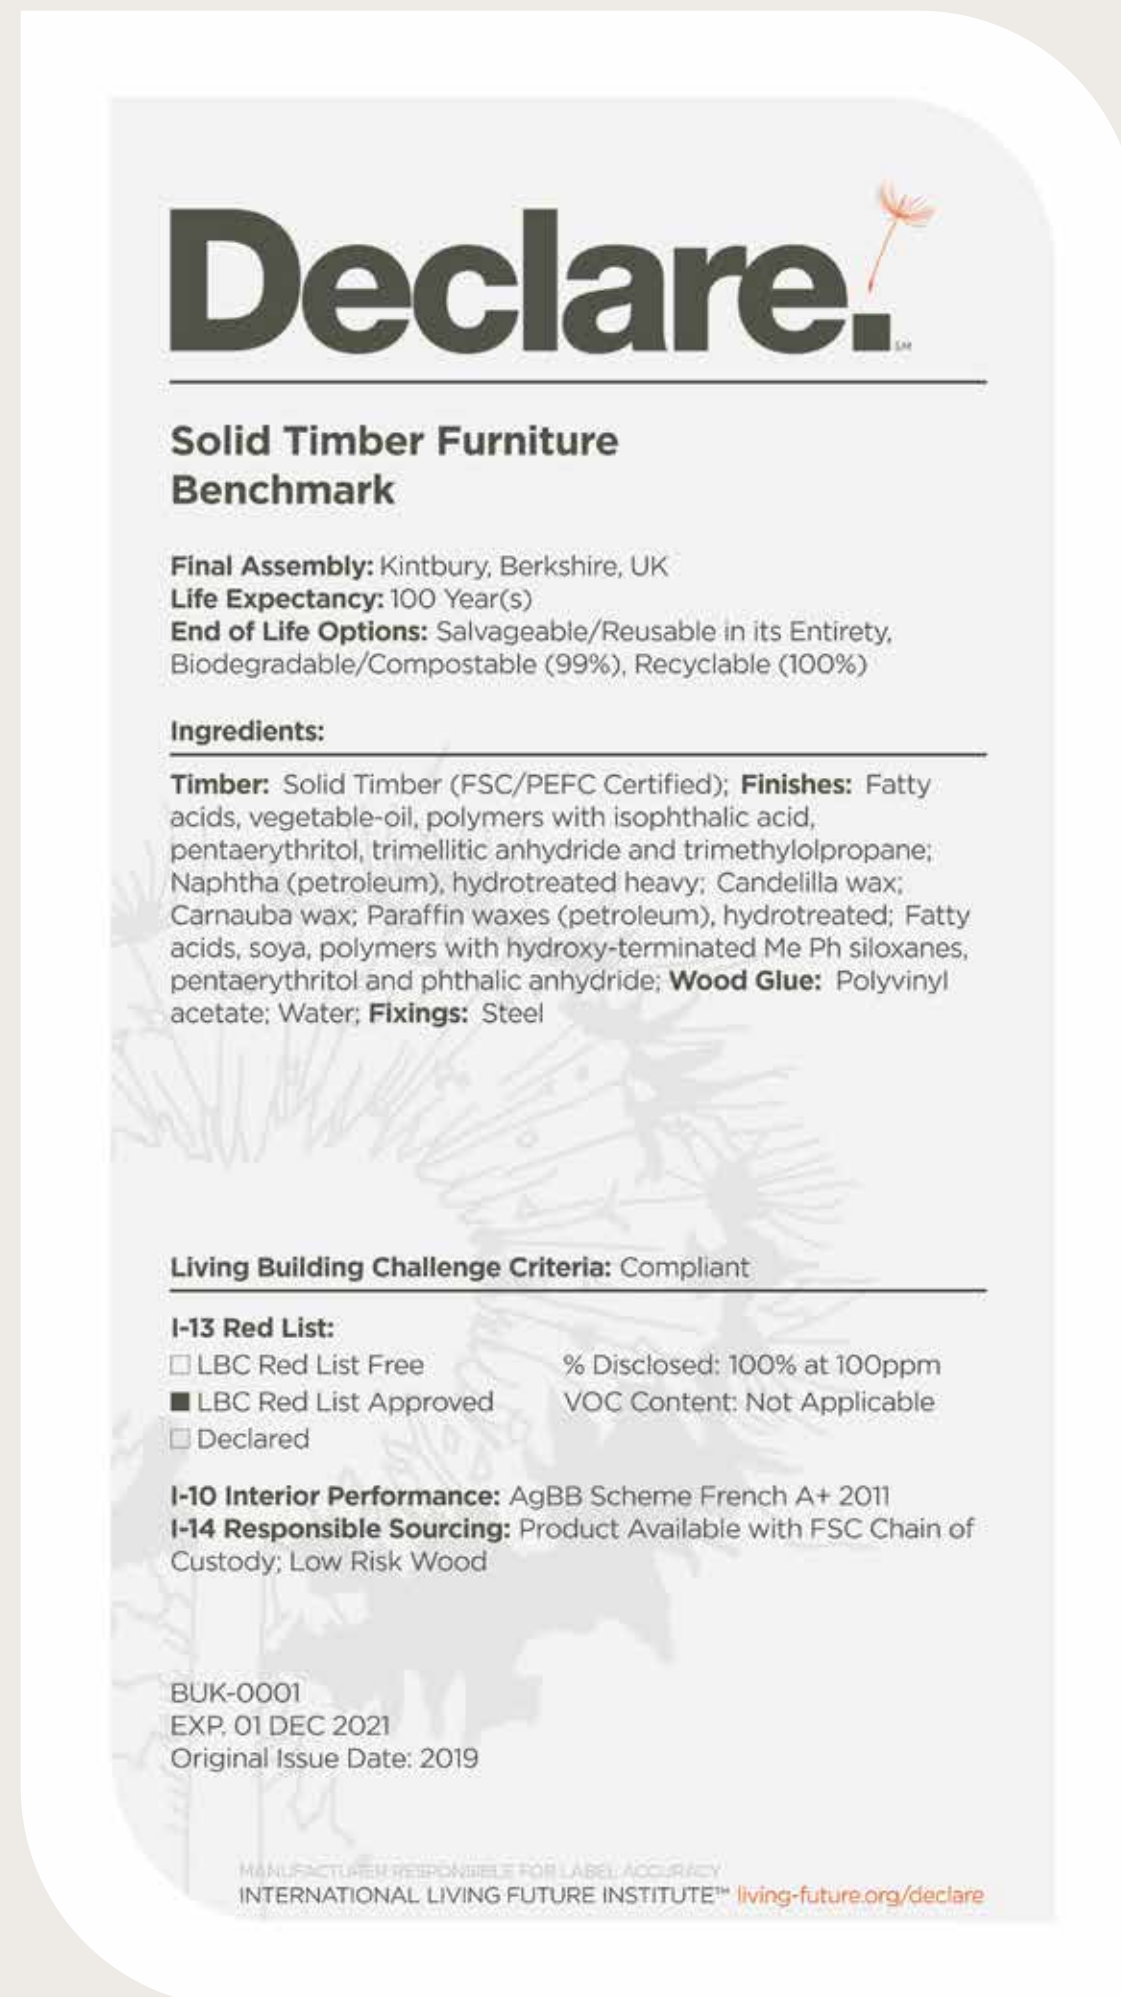 Declare.
SM
Solid Timber Furniture
Benchmark
Final Assembly: Kintbury, Berkshire, UK
Life Expectancy: 100 Year(s)
End of Life Options: Salvageable/Reusable in its Entirety,
Biodegradable/Compostable (99%), Recyclable (100%)
Ingredients:
Timber: Solid Timber (FSC/PEFC Certified); Finishes: Fatty
acids, vegetable-oil, polymers with isophthalic acid,
pentaerythritol, trimellitic anhydride and trimethylolpropane;
Naphtha (petroleum), hydrotreated heavy; Candelilla wax;
Carnauba wax; Paraffin waxes (petroleum), hydrotreated; Fatty
acids, soya, polymers with hydroxy-terminated Me Ph siloxanes,
pentaerythritol and phthalic anhydride; Wood Glue: Polyvinyl
acetate; Water; Fixings: Steel
Living Building Challenge Criteria: Compliant
I-13 Red List:
☐ LBC Red List Free % Disclosed: 100% at 100ppm
■ LBC Red List Approved VOC Content: Not Applicable
☐ Declared
I-10 Interior Performance: AgBB Scheme French A+ 2011
I-14 Responsible Sourcing: Product Available with FSC Chain of
Custody; Low Risk Wood
BUK-0001
EXP. 01 DEC 2021
Original Issue Date: 2019
MANUFACTURER RESPONSIBLE FOR LABEL ACCURACY
INTERNATIONAL LIVING FUTURE INSTITUTE™ living-future.org/declare